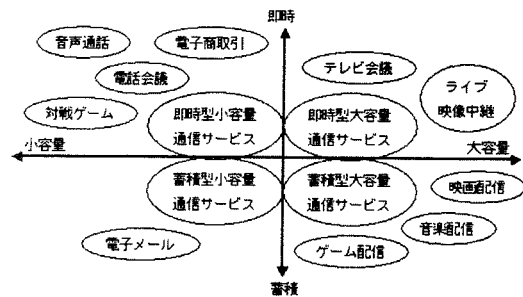 即時
音声通話
電子商取引
電話会議
テレビ会議
ライブ
映像中継
対戦ゲーム
即時型小容量
通信サービス
即時型大容量
通信サービス
小容量
大容量
蓄積型小容量
通信サービス
蓄積型大容量
通信サービス
映画配信
音楽配信
電子メール
ゲーム配信
蓄積